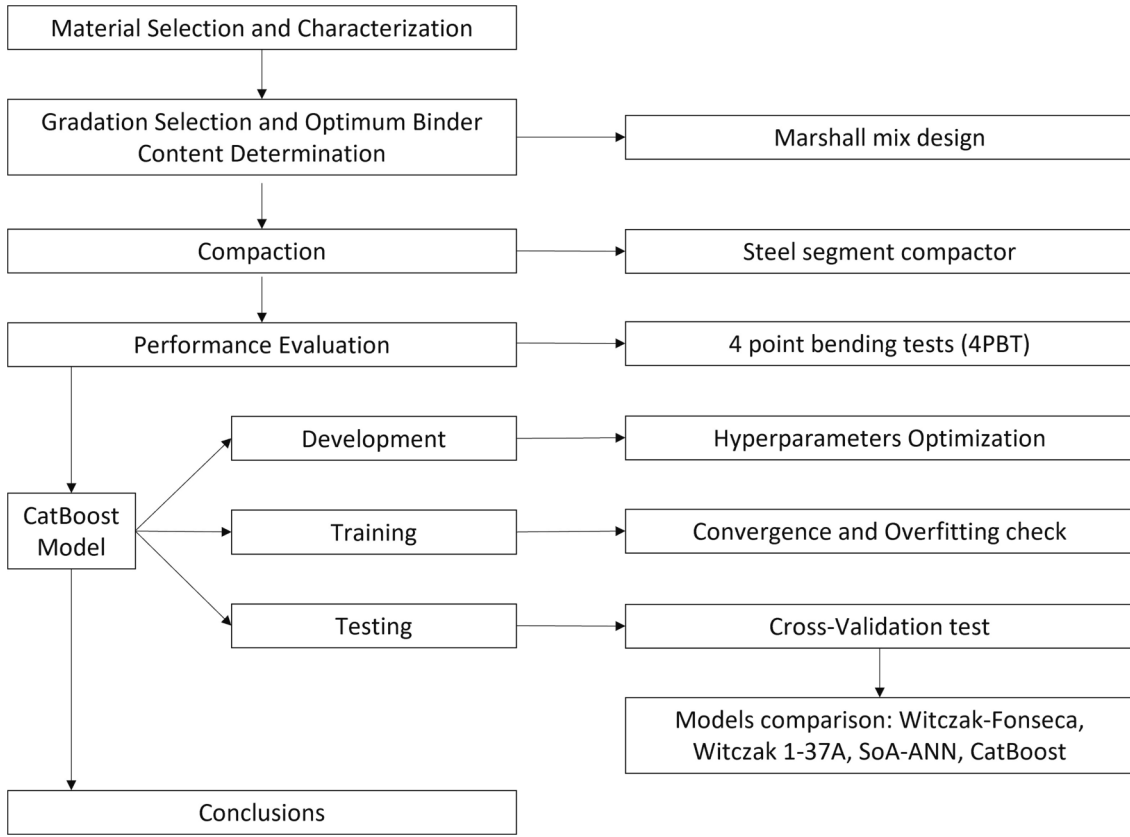 Material Selection and Characterization
Gradation Selection and Optimum Binder
Content Determination
Marshall mix design
Compaction
Steel segment compactor
Performance Evaluation
4 point bending tests (4PBT)
Development
Hyperparameters Optimization
CatBoost
Model
Training
Convergence and Overfitting check
Testing
Cross-Validation test
Models comparison: Witczak-Fonseca,
Witczak 1-37A, SoA-ANN, CatBoost
Conclusions